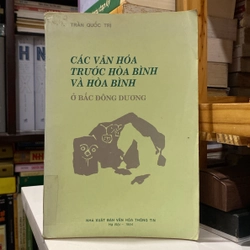 TRẦN QUỐC TRỊ
CÁC VĂN HÓA
TRƯỚC HÒA BÌNH
VÀ HÒA BÌNH
Ở BẮC ĐÔNG DƯƠNG
NHÀ XUẤT BẢN VĂN HÓA THÔNG TIN